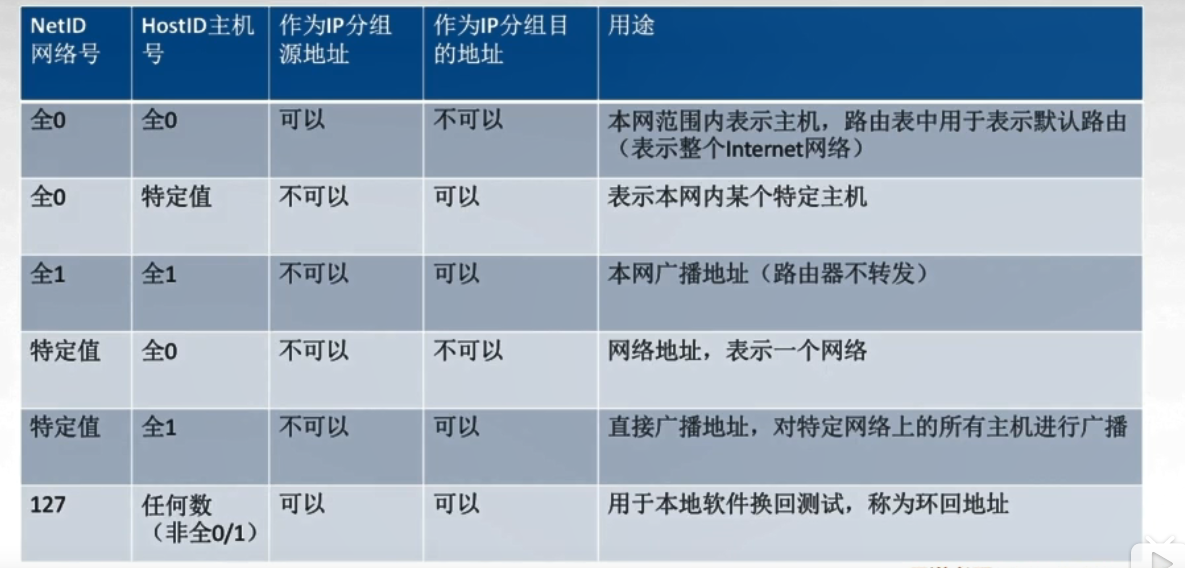 NetID
网络号
HostID主机
号
作为IP分组
源地址
作为IP分组目
的地址
用途
全0
全0
可以
不可以
本网范围内表示主机，路由表中用于表示默认路由
（表示整个Internet网络）
全0
特定值
不可以
可以
表示本网内某个特定主机
全1
全1
不可以
可以
本网广播地址（路由器不转发）
特定值
全0
不可以
不可以
网络地址，表示一个网络
特定值
全1
不可以
可以
直接广播地址，对特定网络上的所有主机进行广播
127
任何数
（非全0/1）
可以
可以
用于本地软件换回测试，称为环回地址